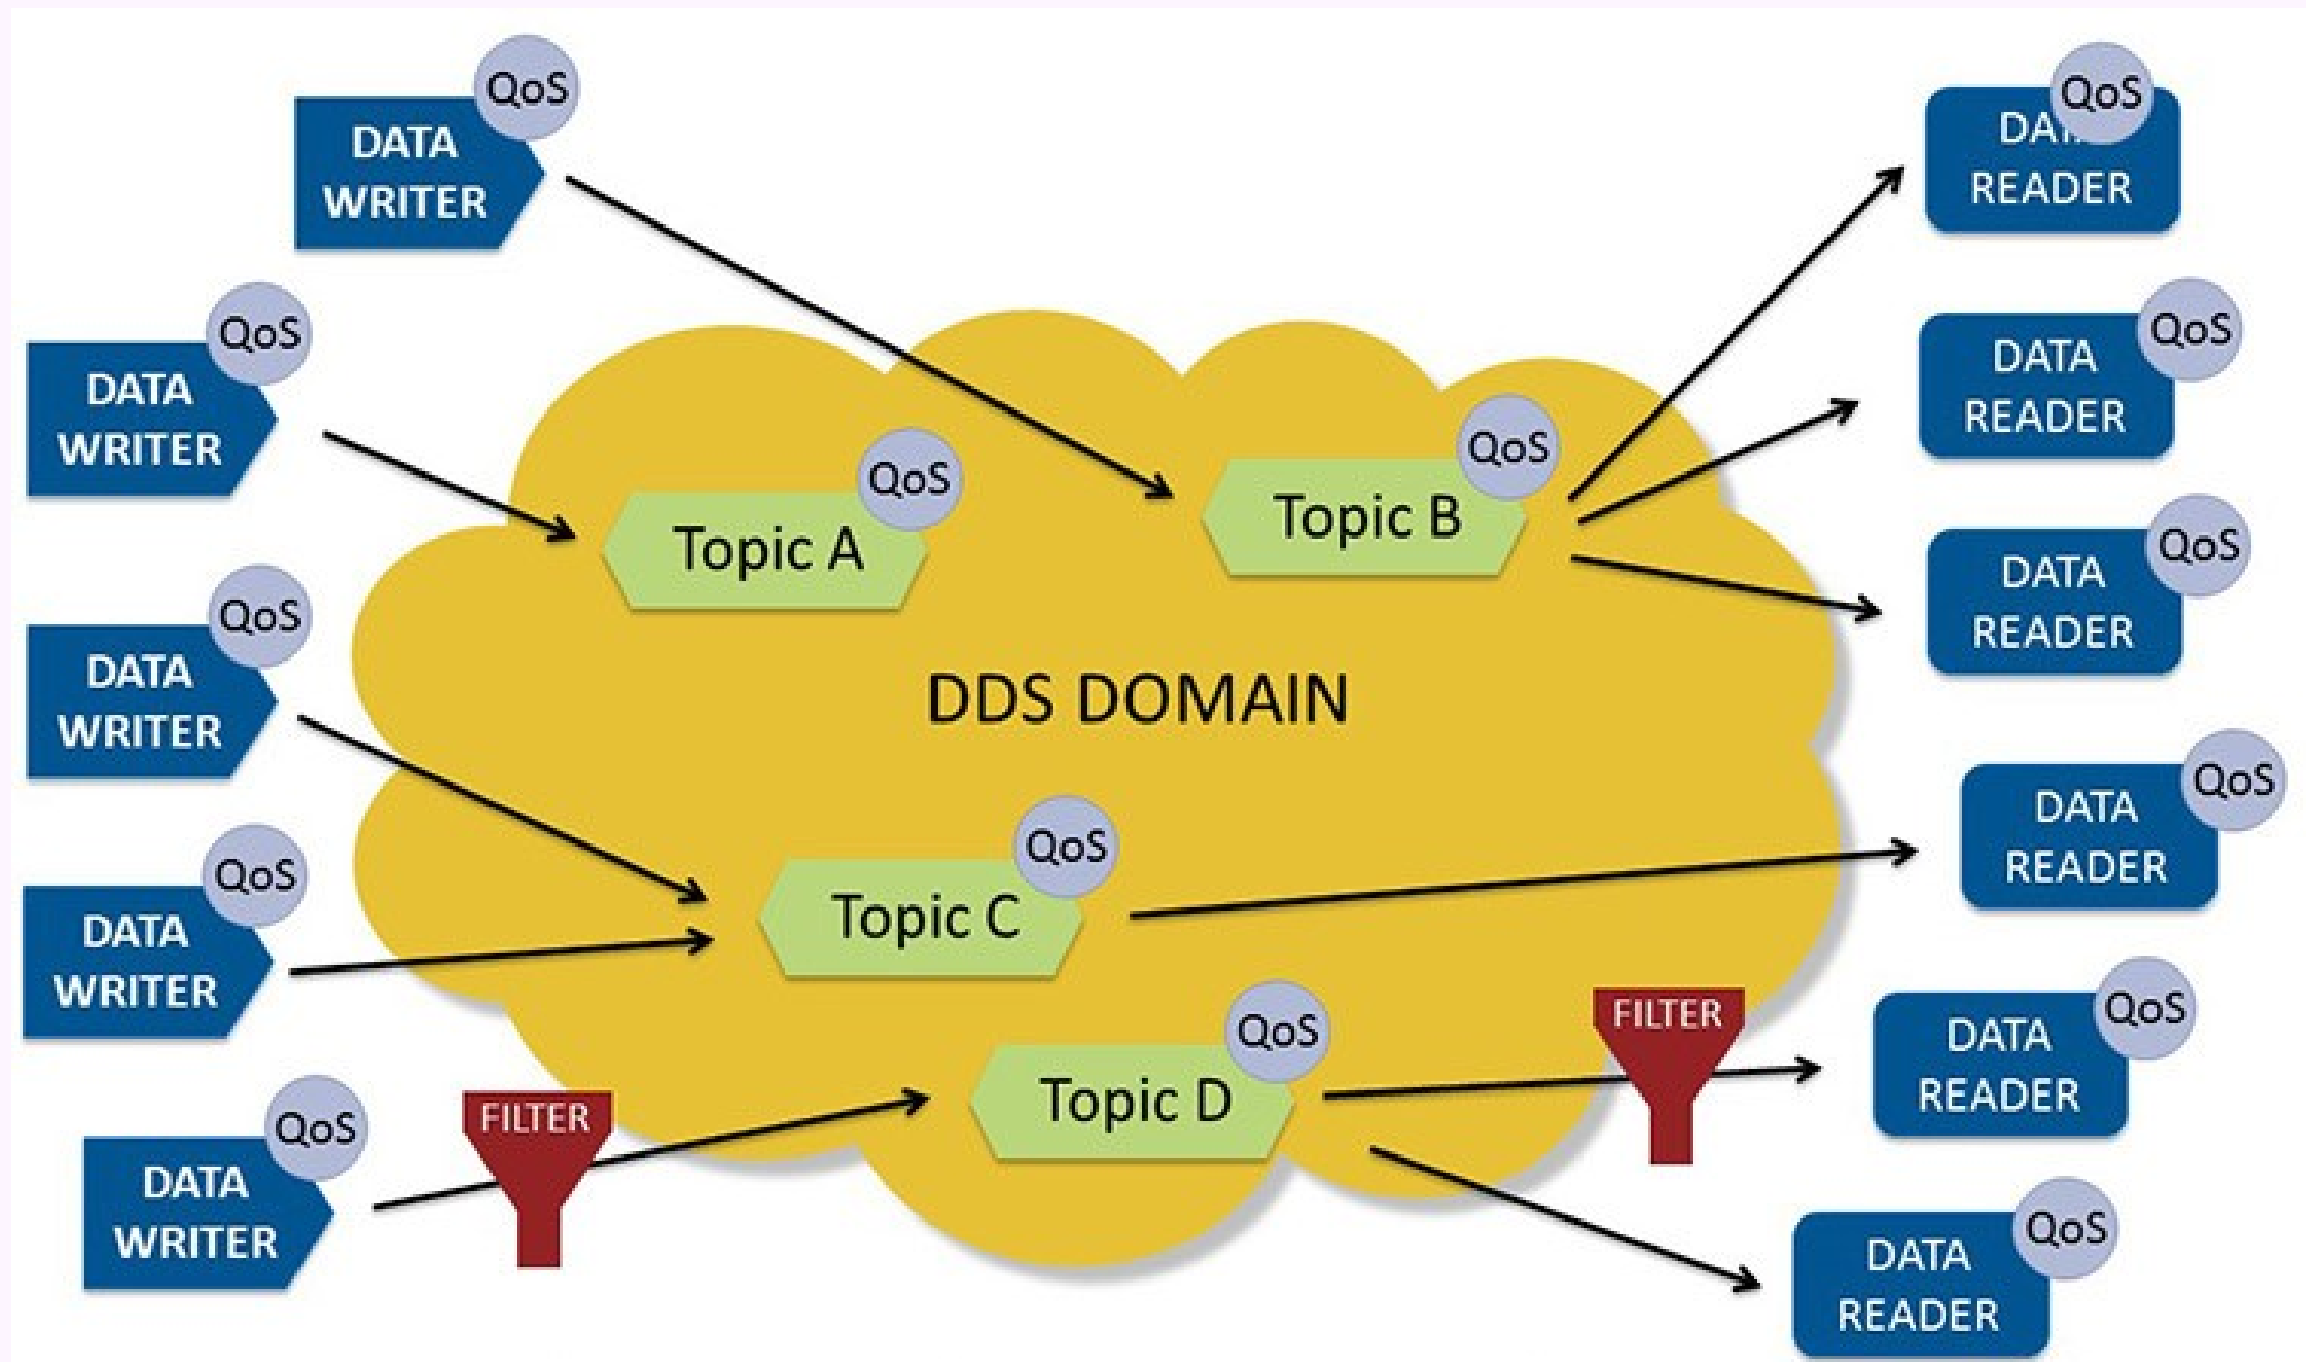 QoS
DATA
WRITER
QoS
DATA
WRITER
QoS
DATA
WRITER
QoS
DATA
WRITER
QoS
DATA
WRITER
FILTER
QoS
Topic A
QoS
Topic B
DDS DOMAIN
QoS
Topic C
QoS
Topic D
FILTER
QoS
READER
QoS
DATA
READER
QoS
DATA
READER
QoS
DATA
READER
QoS
DATA
READER
QoS
DATA
READER